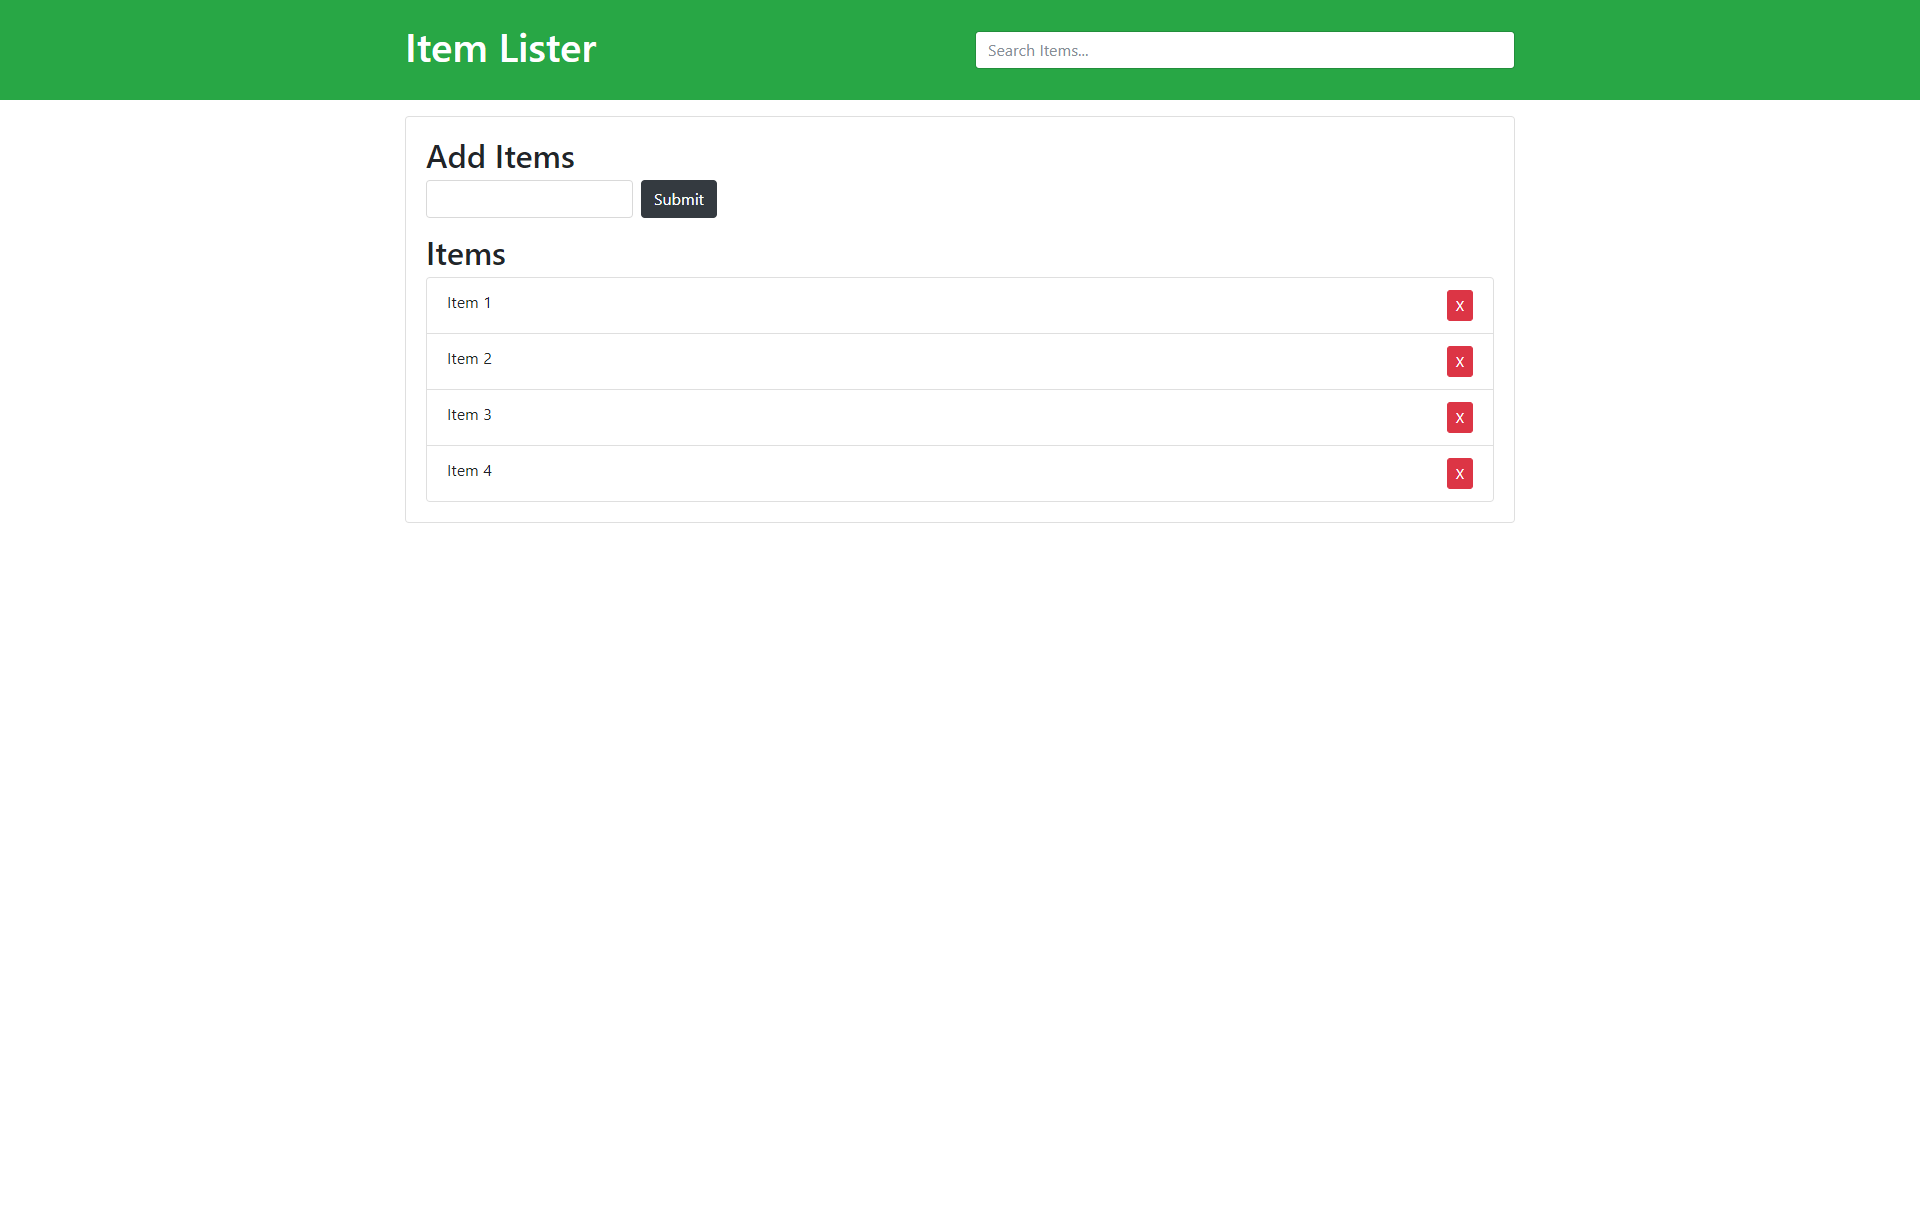 Item Lister
Search Items...
Add Items
Submit
Items
Item 1 X
Item 2 X
Item 3 X
Item 4 X